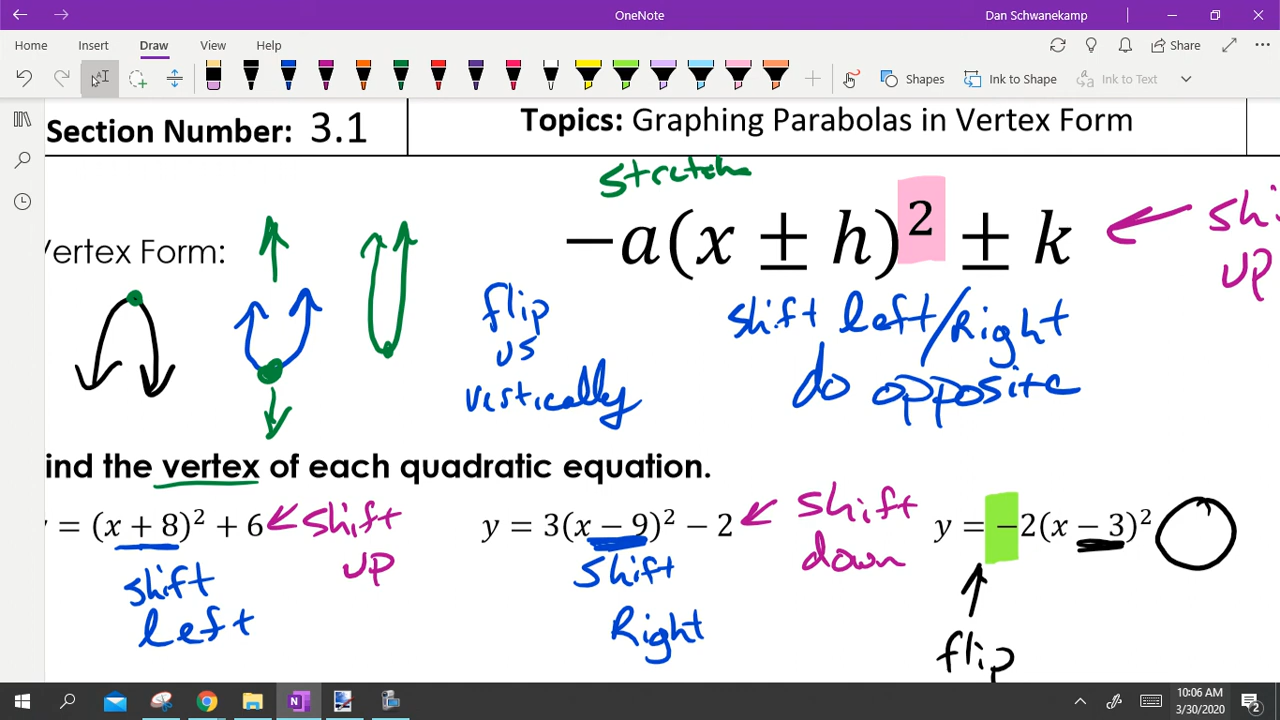 OneNote
Dan Schwanekamp
Home Insert Draw View Help
Share
Shapes
Ink to Shape
Ink to Text
Section Number: 3.1
Topics: Graphing Parabolas in Vertex Form
stretch
ertex Form:
−a(x ± h)² ± k
shi
up
flip
us
vertically
shift left/Right
do opposite
ind the vertex of each quadratic equation.
= (x + 8)² + 6
shift
up
shift
left
y = 3(x − 9)² − 2
shift
down
shift
Right
y = −2(x − 3)²
flip
10:06 AM
3/30/2020
2